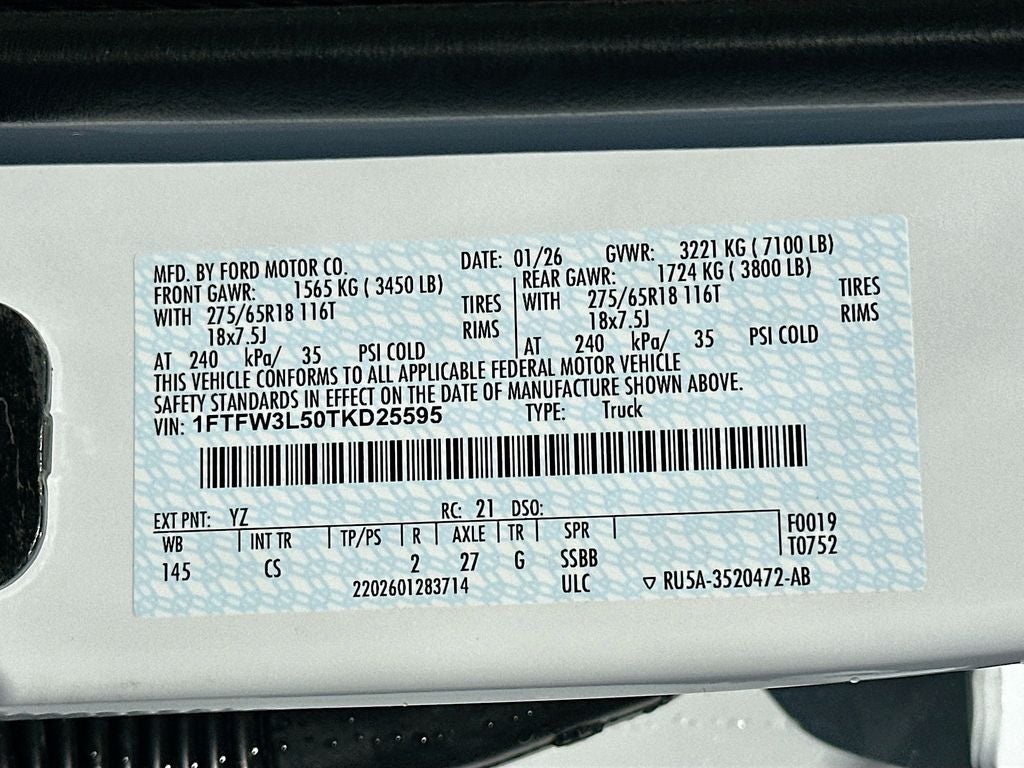 MFD. BY FORD MOTOR CO. DATE: 01/26 GVWR: 3221 KG ( 7100 LB)
FRONT GAWR: 1565 KG ( 3450 LB) REAR GAWR: 1724 KG ( 3800 LB)
WITH 275/65R18 116T TIRES WITH 275/65R18 116T TIRES
18x7.5J RIMS 18x7.5J RIMS
AT 240 kPa/ 35 PSI COLD AT 240 kPa/ 35 PSI COLD
THIS VEHICLE CONFORMS TO ALL APPLICABLE FEDERAL MOTOR VEHICLE
SAFETY STANDARDS IN EFFECT ON THE DATE OF MANUFACTURE SHOWN ABOVE.
VIN: 1FTFW3L50TKD25595 TYPE: Truck
EXT PNT: YZ RC: 21 DSO:
WB INT TR TP/PS R AXLE TR SPR F0019
145 CS 2 27 G SSBB T0752
2202601283714 ULC ▽ RU5A-3520472-AB